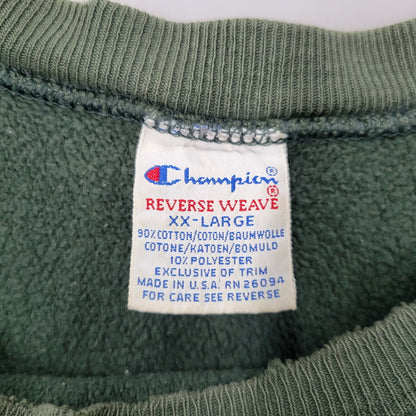 Champion®
REVERSE WEAVE®
XX-LARGE
90% COTTON/COTON/BAUMWOLLE
COTONE/KATOEN/BOMULD
10% POLYESTER
EXCLUSIVE OF TRIM
MADE IN U.S.A. RN 26094
FOR CARE SEE REVERSE